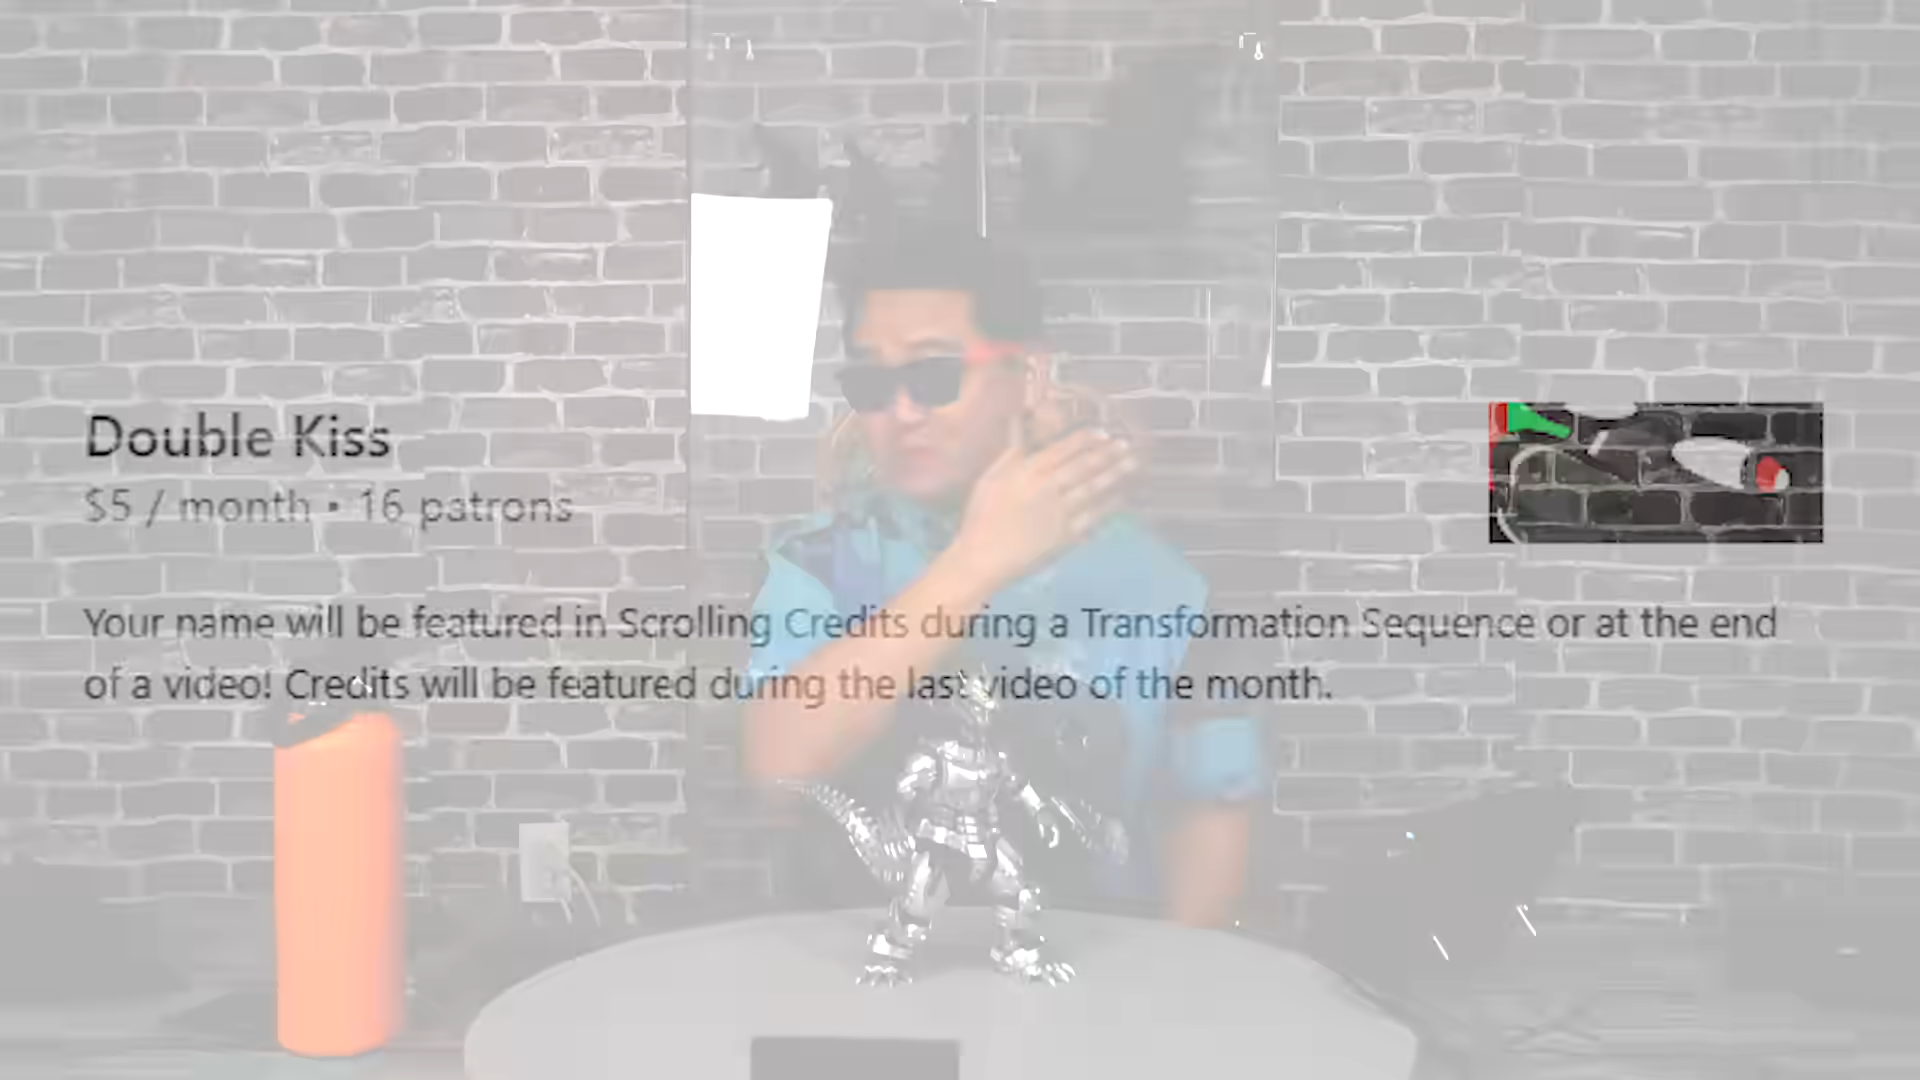 Double Kiss
$5 / month • 16 patrons
Your name will be featured in Scrolling Credits during a Transformation Sequence or at the end
of a video! Credits will be featured during the last video of the month.